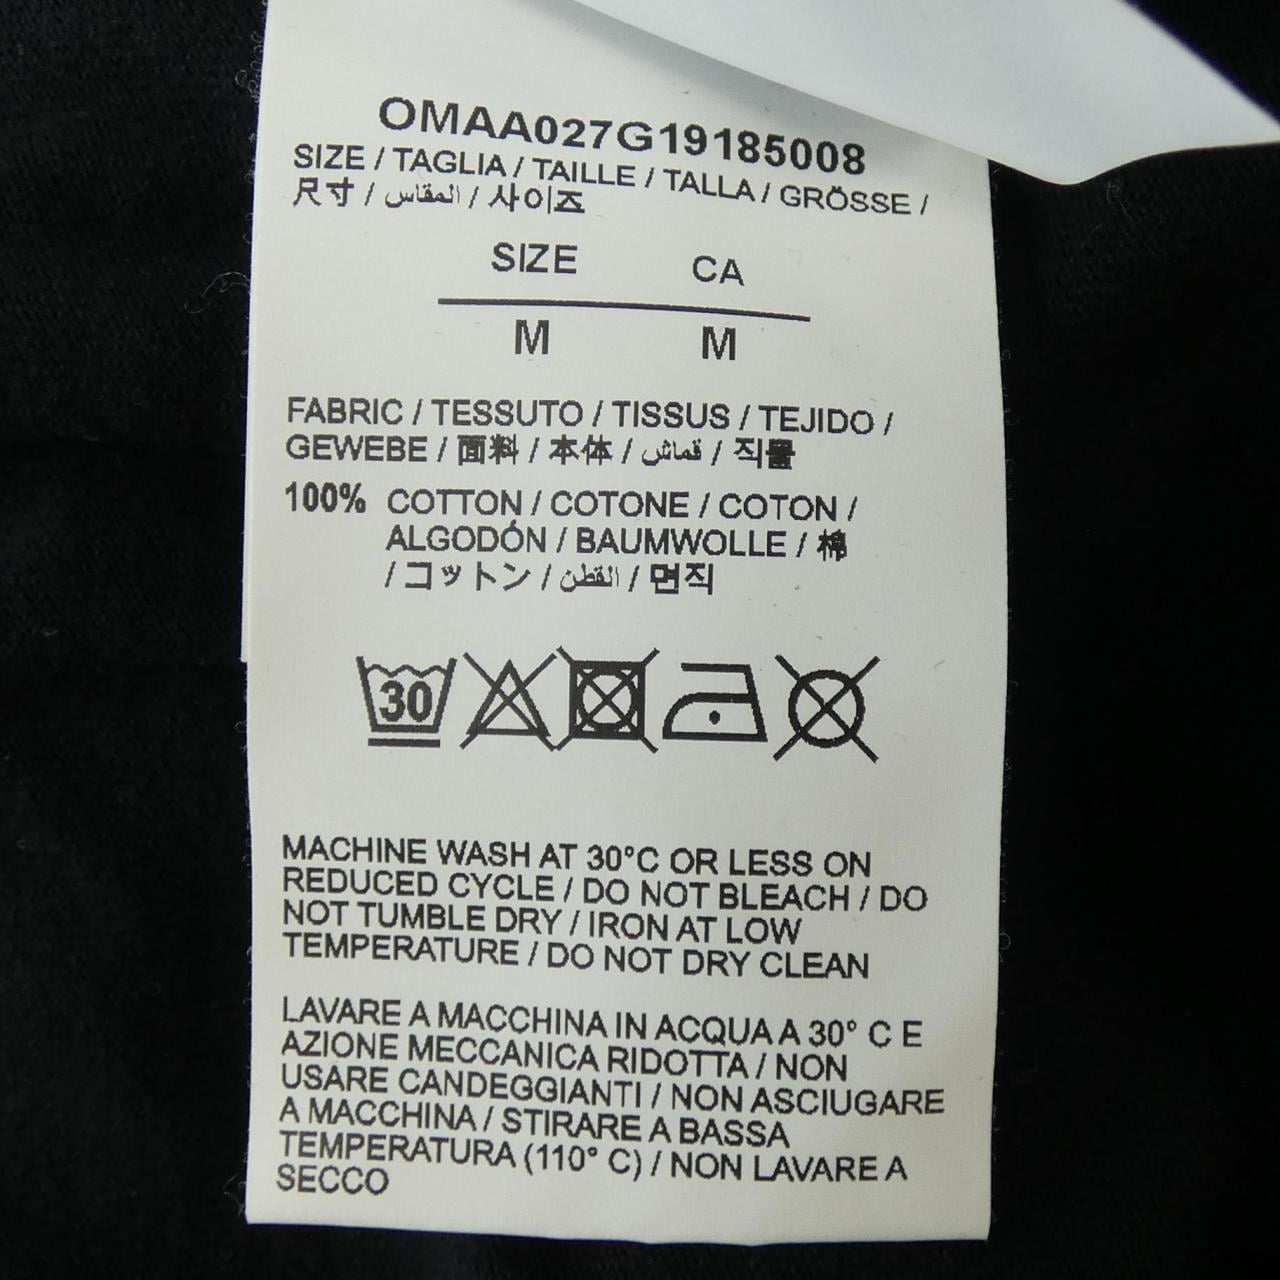 OMAA027G19185008
SIZE / TAGLIA / TAILLE / TALLA / GRÖSSE /
尺寸 / المقاس / 사이즈
SIZE CA
M M
FABRIC / TESSUTO / TISSUS / TEJIDO /
GEWEBE / 面料 / 本体 / قماش / 직물
100% COTTON / COTONE / COTON /
ALGODÓN / BAUMWOLLE / 棉
/ コットン / القطن / 면직
30
MACHINE WASH AT 30°C OR LESS ON
REDUCED CYCLE / DO NOT BLEACH / DO
NOT TUMBLE DRY / IRON AT LOW
TEMPERATURE / DO NOT DRY CLEAN
LAVARE A MACCHINA IN ACQUA A 30° C E
AZIONE MECCANICA RIDOTTA / NON
USARE CANDEGGIANTI / NON ASCIUGARE
A MACCHINA / STIRARE A BASSA
TEMPERATURA (110° C) / NON LAVARE A
SECCO